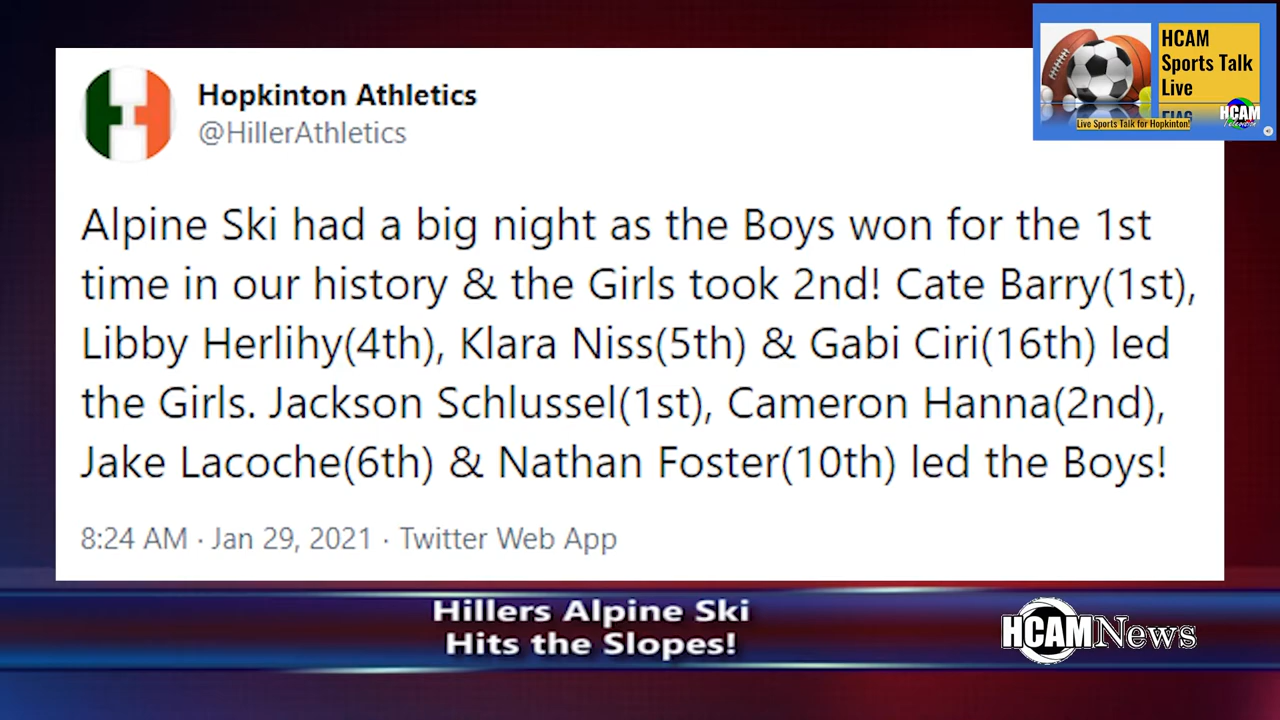 Hopkinton Athletics
@HillerAthletics
Alpine Ski had a big night as the Boys won for the 1st
time in our history & the Girls took 2nd! Cate Barry(1st),
Libby Herlihy(4th), Klara Niss(5th) & Gabi Ciri(16th) led
the Girls. Jackson Schlussel(1st), Cameron Hanna(2nd),
Jake Lacoche(6th) & Nathan Foster(10th) led the Boys!
8:24 AM · Jan 29, 2021 · Twitter Web App
HCAM
Sports Talk
Live
Live Sports Talk for Hopkinton!
HCAM
Television
Hillers Alpine Ski
Hits the Slopes!
HCAM News